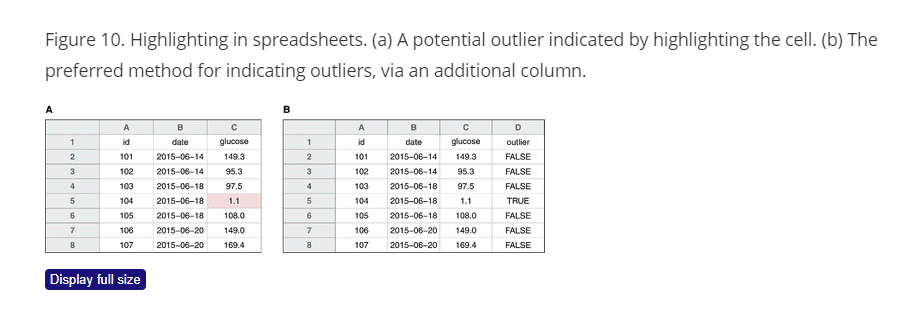 Figure 10. Highlighting in spreadsheets. (a) A potential outlier indicated by highlighting the cell. (b) The
preferred method for indicating outliers, via an additional column.
A
A B C
1 id date glucose
2 101 2015–06–14 149.3
3 102 2015–06–14 95.3
4 103 2015–06–18 97.5
5 104 2015–06–18 1.1
6 105 2015–06–18 108.0
7 106 2015–06–20 149.0
8 107 2015–06–20 169.4
B
A B C D
1 id date glucose outlier
2 101 2015–06–14 149.3 FALSE
3 102 2015–06–14 95.3 FALSE
4 103 2015–06–18 97.5 FALSE
5 104 2015–06–18 1.1 TRUE
6 105 2015–06–18 108.0 FALSE
7 106 2015–06–20 149.0 FALSE
8 107 2015–06–20 169.4 FALSE
Display full size